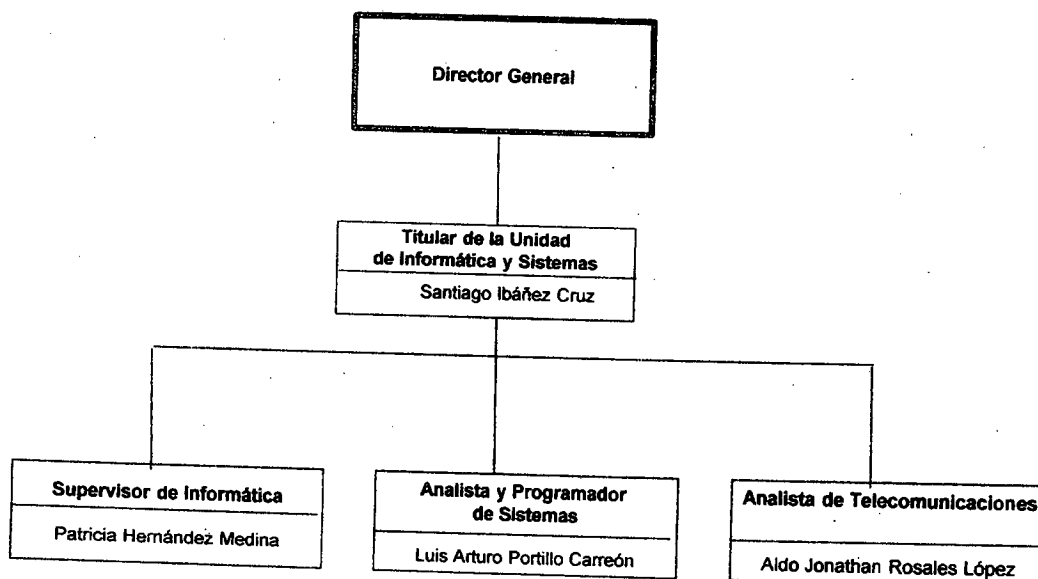 Director General
Titular de la Unidad
de Informática y Sistemas
Santiago Ibáñez Cruz
Supervisor de Informática
Patricia Hernández Medina
Analista y Programador
de Sistemas
Luis Arturo Portillo Carreón
Analista de Telecomunicaciones
Aldo Jonathan Rosales López